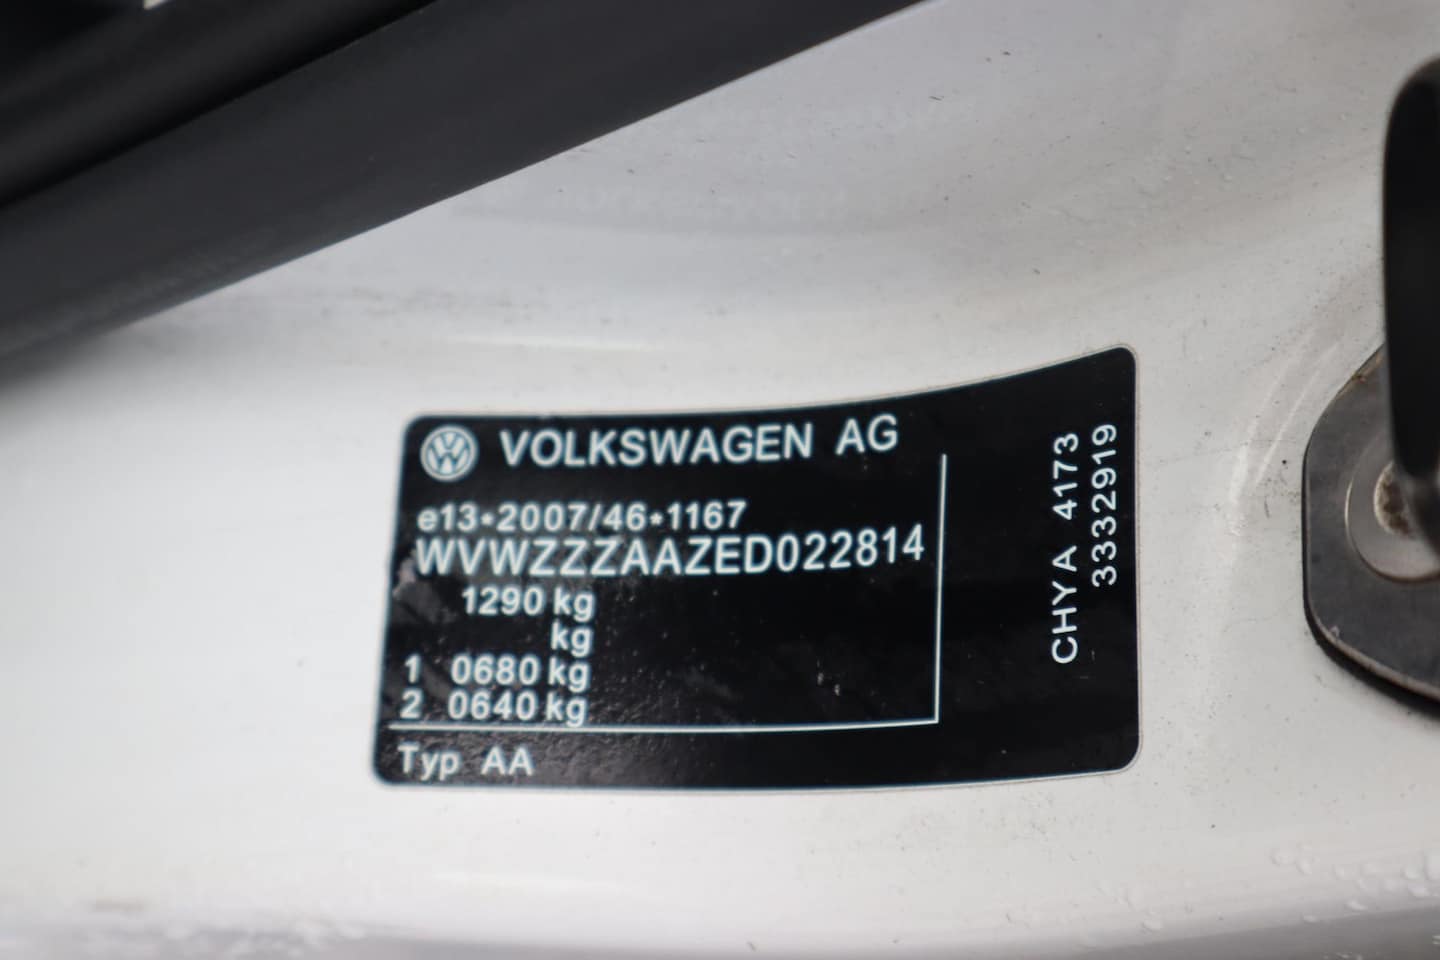 VOLKSWAGEN AG
e13*2007/46*1167
WVWZZZAAZED022814
1290 kg
kg
1 0680 kg
2 0640 kg
Typ AA
CHYA 4173
3332919